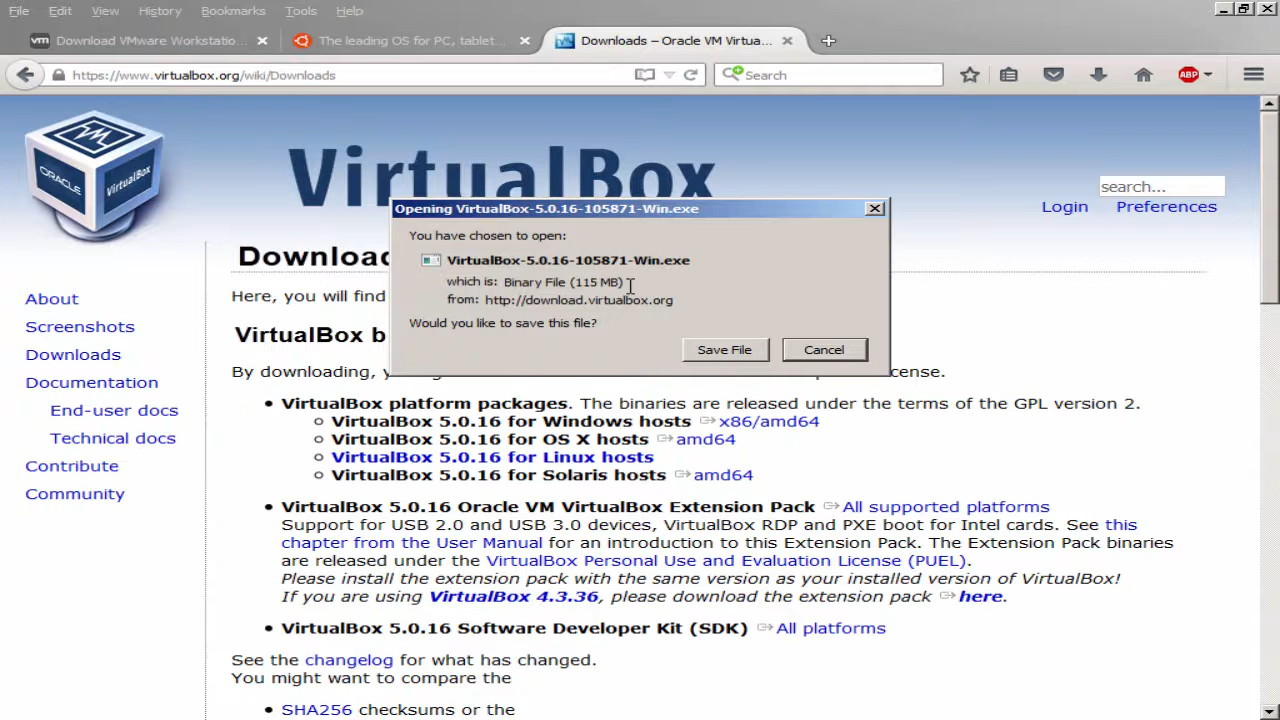 File Edit View History Bookmarks Tools Help
vm Download VMware Workstatio... The leading OS for PC, tablet... Downloads – Oracle VM Virtua...
https://www.virtualbox.org/wiki/Downloads Search ABP
ORACLE VirtualBox
VirtualBox
search...
Login Preferences
Opening VirtualBox-5.0.16-105871-Win.exe
You have chosen to open:
VirtualBox-5.0.16-105871-Win.exe
which is: Binary File (115 MB)
from: http://download.virtualbox.org
Would you like to save this file?
Save File Cancel
About
Screenshots
Downloads
Documentation
End-user docs
Technical docs
Contribute
Community
Here, you will find
VirtualBox b
By downloading, y
VirtualBox platform packages. The binaries are released under the terms of the GPL version 2.
VirtualBox 5.0.16 for Windows hosts x86/amd64
VirtualBox 5.0.16 for OS X hosts amd64
VirtualBox 5.0.16 for Linux hosts
VirtualBox 5.0.16 for Solaris hosts amd64
VirtualBox 5.0.16 Oracle VM VirtualBox Extension Pack All supported platforms
Support for USB 2.0 and USB 3.0 devices, VirtualBox RDP and PXE boot for Intel cards. See this
chapter from the User Manual for an introduction to this Extension Pack. The Extension Pack binaries
are released under the VirtualBox Personal Use and Evaluation License (PUEL).
Please install the extension pack with the same version as your installed version of VirtualBox!
If you are using VirtualBox 4.3.36, please download the extension pack here.
VirtualBox 5.0.16 Software Developer Kit (SDK) All platforms
See the changelog for what has changed.
You might want to compare the
SHA256 checksums or the